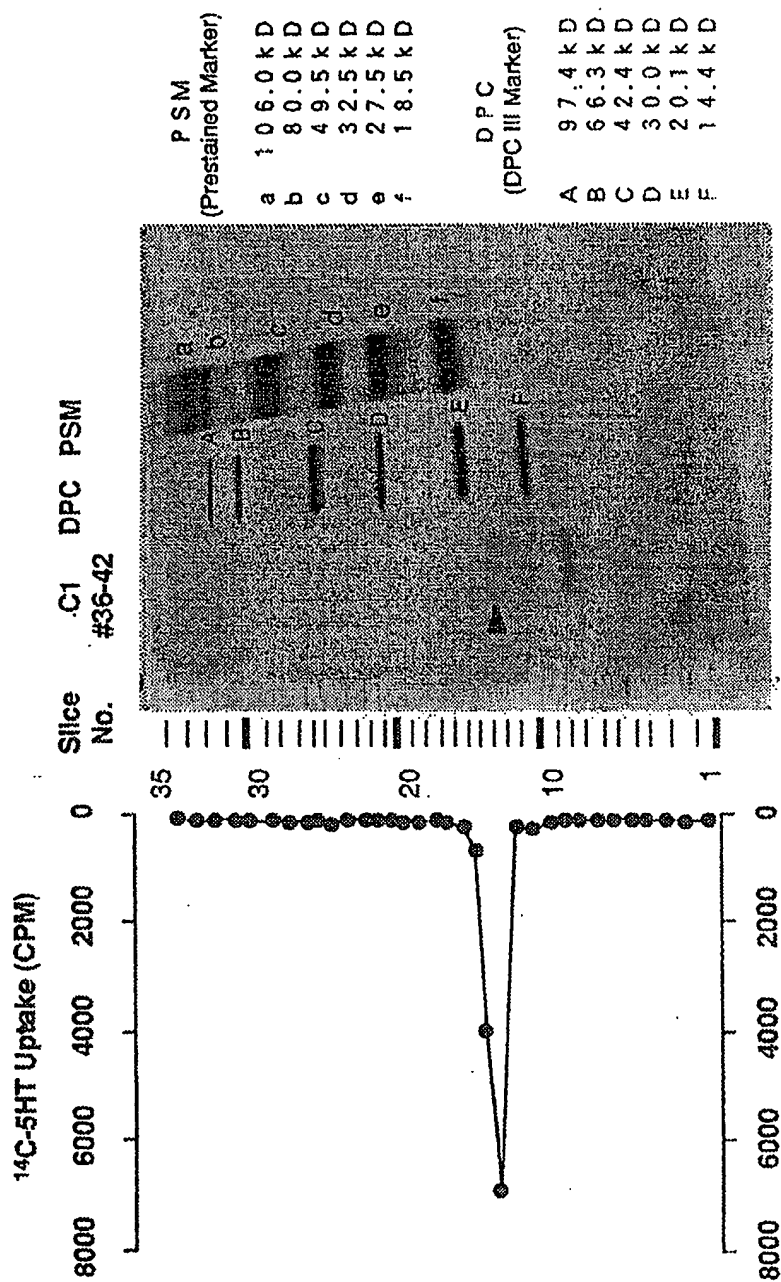 ¹⁴C-5HT Uptake (CPM)
8000
6000
4000
2000
0
Slice
No.
C1
#36-42
DPC
PSM
35
30
20
10
1
8000
6000
4000
2000
0
a
b
c
d
e
f
A
B
C
D
E
F
PSM
(Prestained Marker)
a 106.0 kD
b 80.0 kD
c 49.5 kD
d 32.5 kD
e 27.5 kD
f 18.5 kD
DPC
(DPC III Marker)
A 97.4 kD
B 66.3 kD
C 42.4 kD
D 30.0 kD
E 20.1 kD
F 14.4 kD